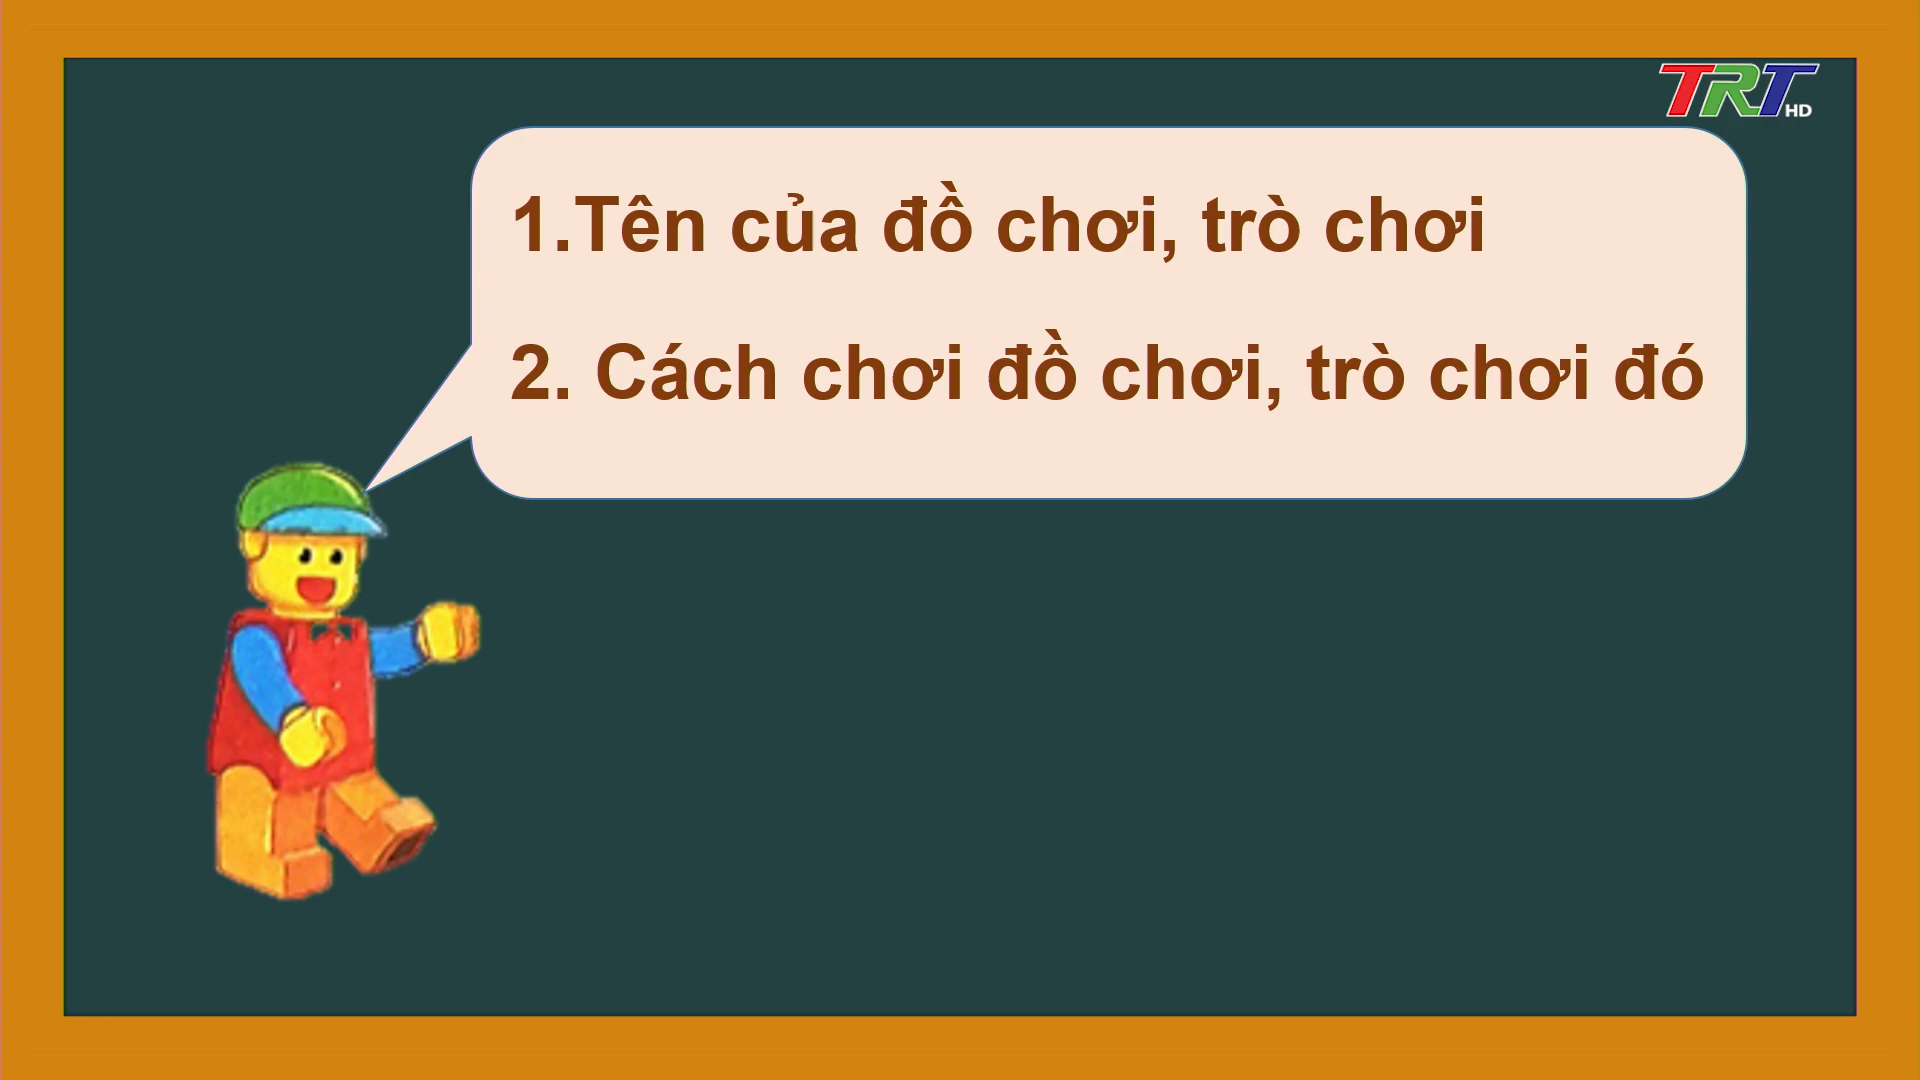 TRT HD
1.Tên của đồ chơi, trò chơi
2. Cách chơi đồ chơi, trò chơi đó